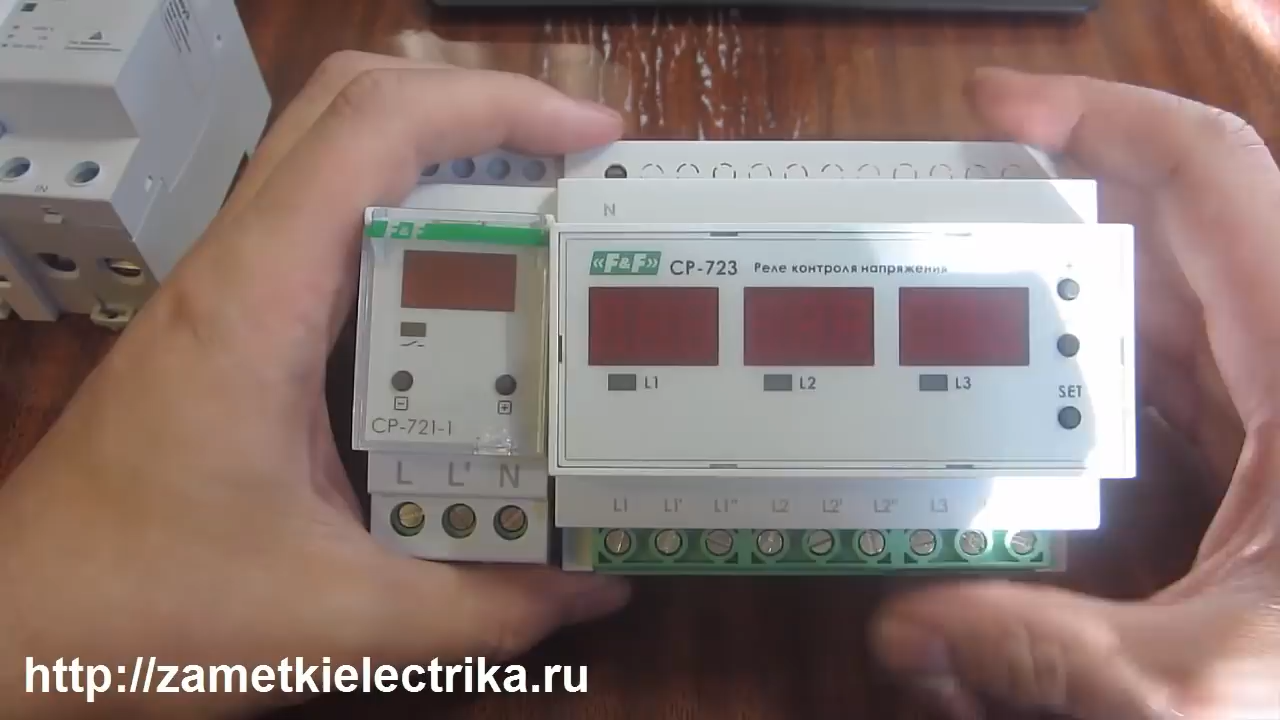 IN
N
F&F
«F&F» CP-723 Реле контроля напряжения
+
L1 L2 L3
SET
- +
CP-721-1
L L' N
L1 L1' L1" L2 L2' L2" L3
http://zametkielectrika.ru